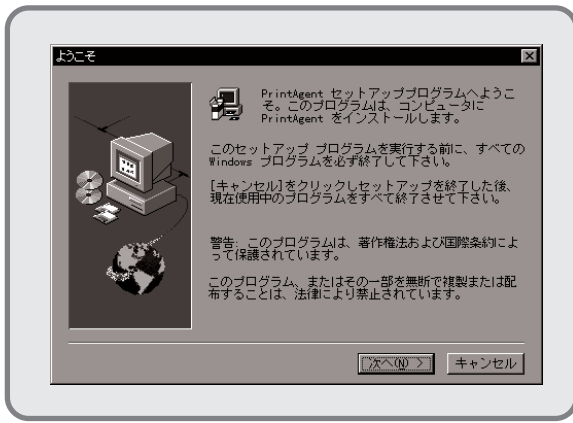 ようこそ
PrintAgent セットアッププログラムへようこ
そ。このプログラムは、コンピュータに
PrintAgent をインストールします。
このセットアップ プログラムを実行する前に、すべての
Windows プログラムを必ず終了して下さい。
[キャンセル]をクリックしセットアップを終了した後、
現在使用中のプログラムをすべて終了させて下さい。
警告: このプログラムは、著作権法および国際条約によ
って保護されています。
このプログラム、またはその一部を無断で複製または配
布することは、法律により禁止されています。
次へ(N) >
キャンセル